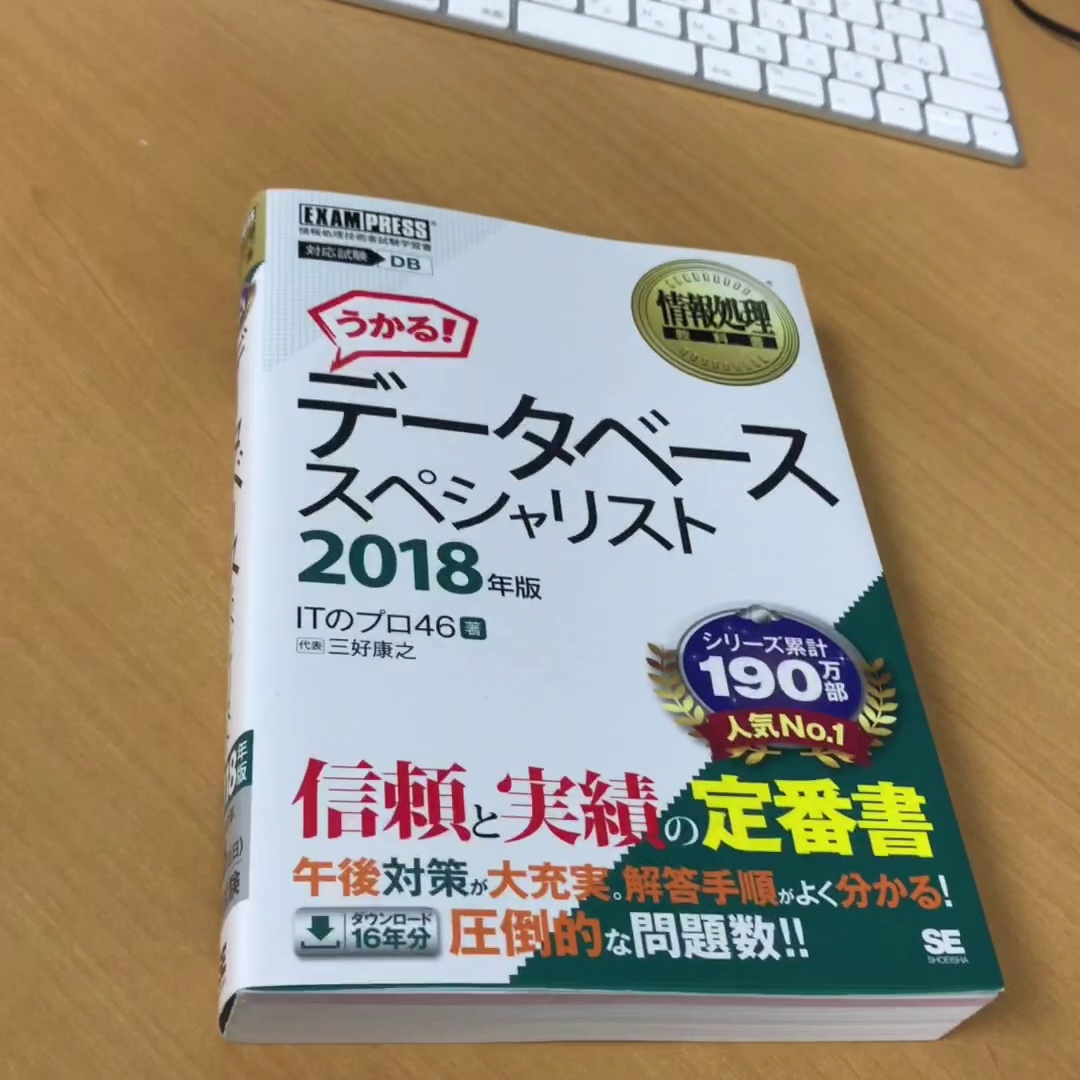 EXAMPRESS®
情報処理技術者試験学習書
対応試験 DB
情報処理
教科書
うかる!
データベース
スペシャリスト
2018年版
ITのプロ46 著
代表 三好康之
シリーズ累計
190万部
人気No.1
信頼と実績の定番書
午後対策が大充実。解答手順がよく分かる!
ダウンロード
16年分
圧倒的な問題数!!
SE
SHOEISHA